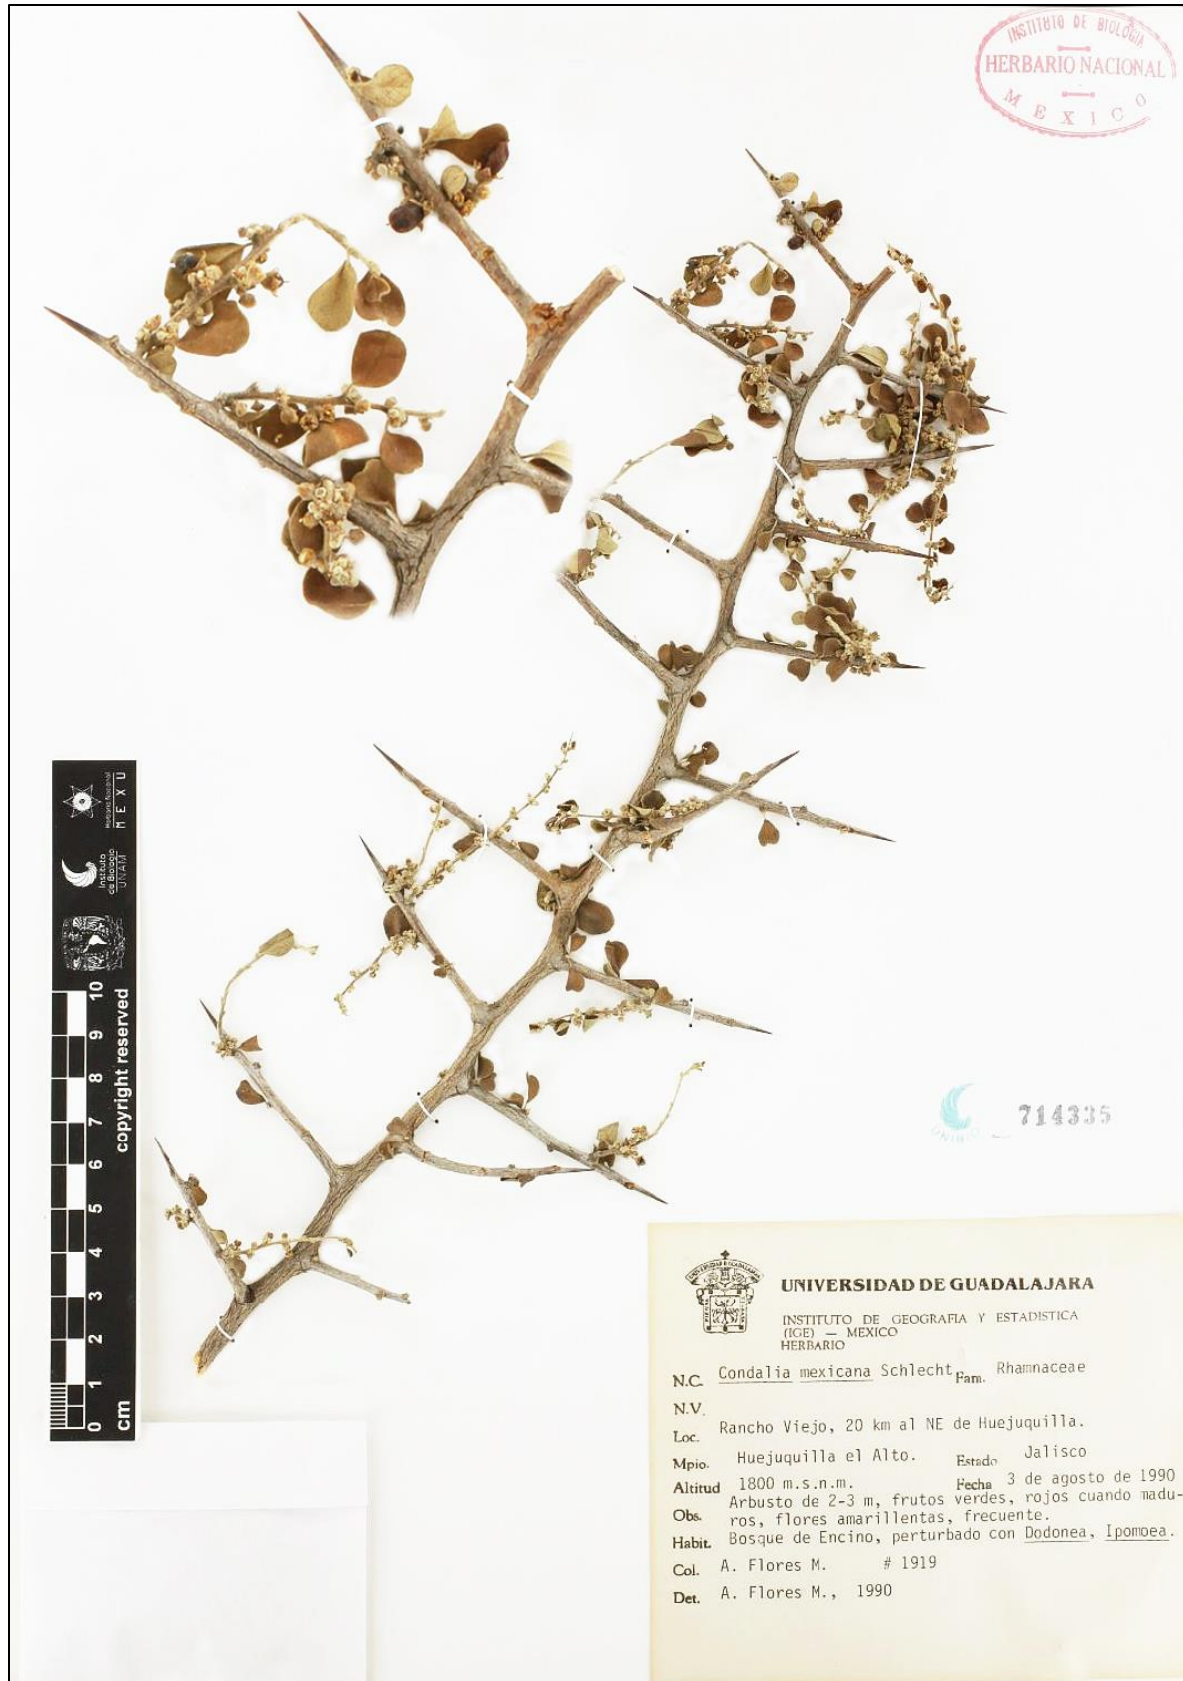 INSTITUTO DE BIOLOGIA
HERBARIO NACIONAL
MEXICO
Herbario Nacional
MEXU
Instituto
de Biología
UNAM
10
9
8
7
6
5
4
3
2
1
0
cm
copyright reserved
714335
UNIVERSIDAD DE GUADALAJARA
INSTITUTO DE GEOGRAFIA Y ESTADISTICA
(IGE) — MEXICO
HERBARIO
N.C. Condalia mexicana Schlecht Fam. Rhamnaceae
N.V.
Loc. Rancho Viejo, 20 km al NE de Huejuquilla.
Mpio. Huejuquilla el Alto. Estado Jalisco
Altitud 1800 m.s.n.m. Fecha 3 de agosto de 1990
Obs. Arbusto de 2-3 m, frutos verdes, rojos cuando madu-
ros, flores amarillentas, frecuente.
Habit. Bosque de Encino, perturbado con Dodonea, Ipomoea.
Col. A. Flores M. # 1919
Det. A. Flores M., 1990